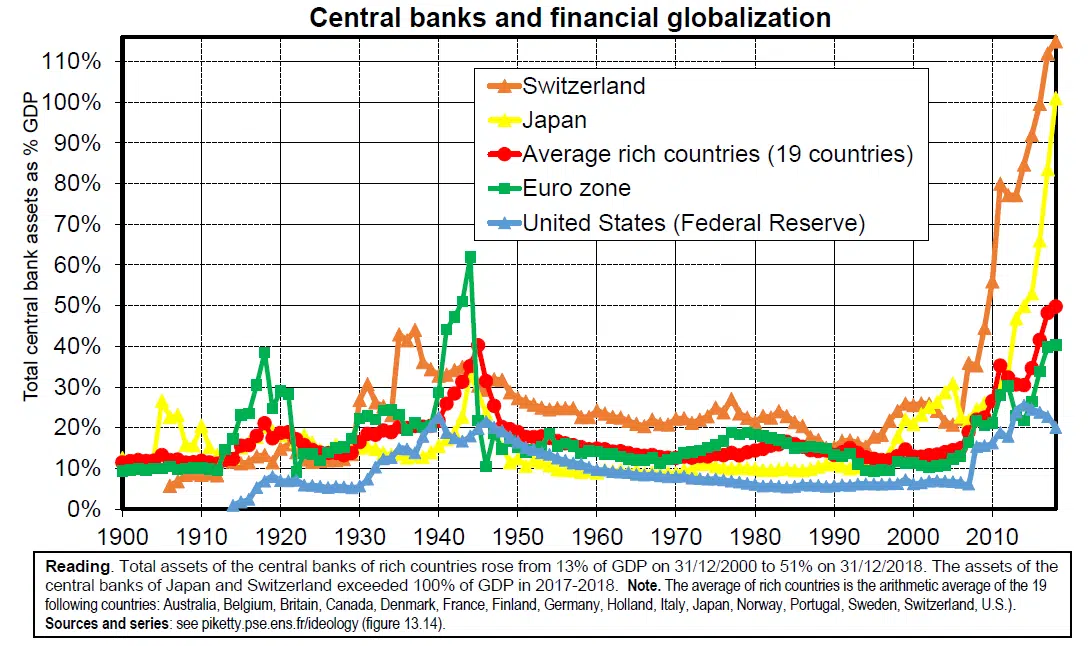 Central banks and financial globalization
Total central bank assets as % GDP
110%
100%
90%
80%
70%
60%
50%
40%
30%
20%
10%
0%
Switzerland
Japan
Average rich countries (19 countries)
Euro zone
United States (Federal Reserve)
1900 1910 1920 1930 1940 1950 1960 1970 1980 1990 2000 2010
Reading. Total assets of the central banks of rich countries rose from 13% of GDP on 31/12/2000 to 51% on 31/12/2018. The assets of the
central banks of Japan and Switzerland exceeded 100% of GDP in 2017-2018. Note. The average of rich countries is the arithmetic average of the 19
following countries: Australia, Belgium, Britain, Canada, Denmark, France, Finland, Germany, Holland, Italy, Japan, Norway, Portugal, Sweden, Switzerland, U.S.).
Sources and series: see piketty.pse.ens.fr/ideology (figure 13.14).